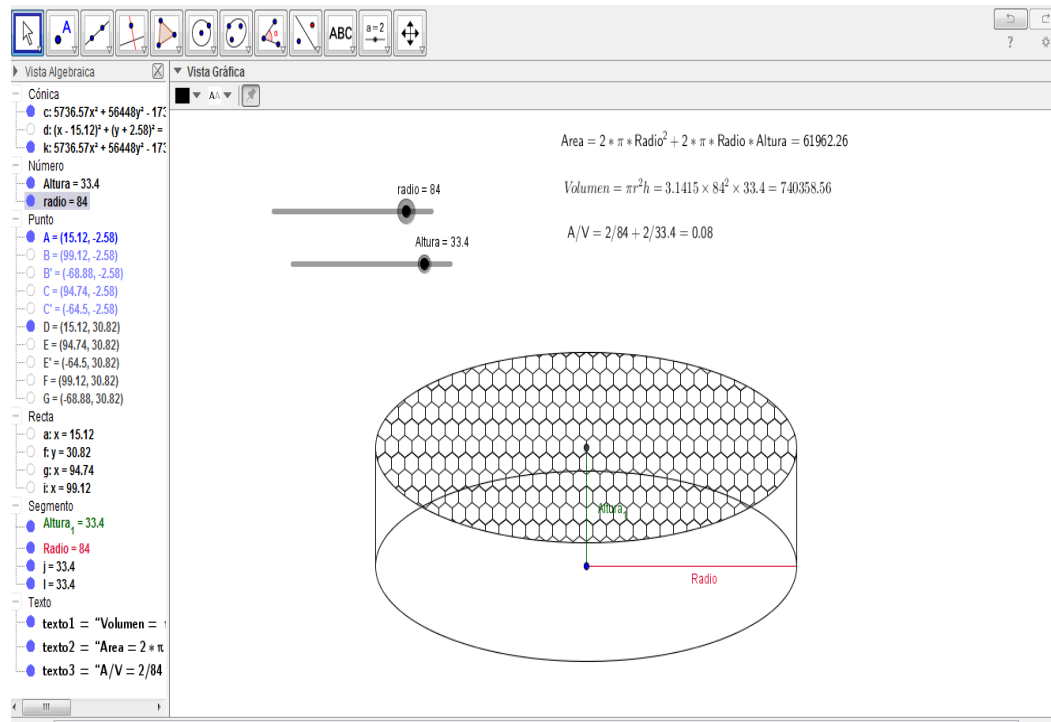 ABC
a = 2
?
Vista Algebraica
Vista Gráfica
AA
Cónica
c: 5736.57x² + 56448y² - 173
d: (x - 15.12)² + (y + 2.58)² =
k: 5736.57x² + 56448y² - 173
Número
Altura = 33.4
radio = 84
Punto
A = (15.12, -2.58)
B = (99.12, -2.58)
B' = (-68.88, -2.58)
C = (94.74, -2.58)
C' = (-64.5, -2.58)
D = (15.12, 30.82)
E = (94.74, 30.82)
E' = (-64.5, 30.82)
F = (99.12, 30.82)
G = (-68.88, 30.82)
Recta
a: x = 15.12
f: y = 30.82
g: x = 94.74
i: x = 99.12
Segmento
Altura₁ = 33.4
Radio = 84
j = 33.4
l = 33.4
Texto
texto1 = “Volumen =
texto2 = “Area = 2 * π
texto3 = “A/V = 2/84
Area = 2 * π * Radio² + 2 * π * Radio * Altura = 61962.26
Volumen = πr²h = 3.1415 × 84² × 33.4 = 740358.56
A/V = 2/84 + 2/33.4 = 0.08
radio = 84
Altura = 33.4
Altura₁
Radio